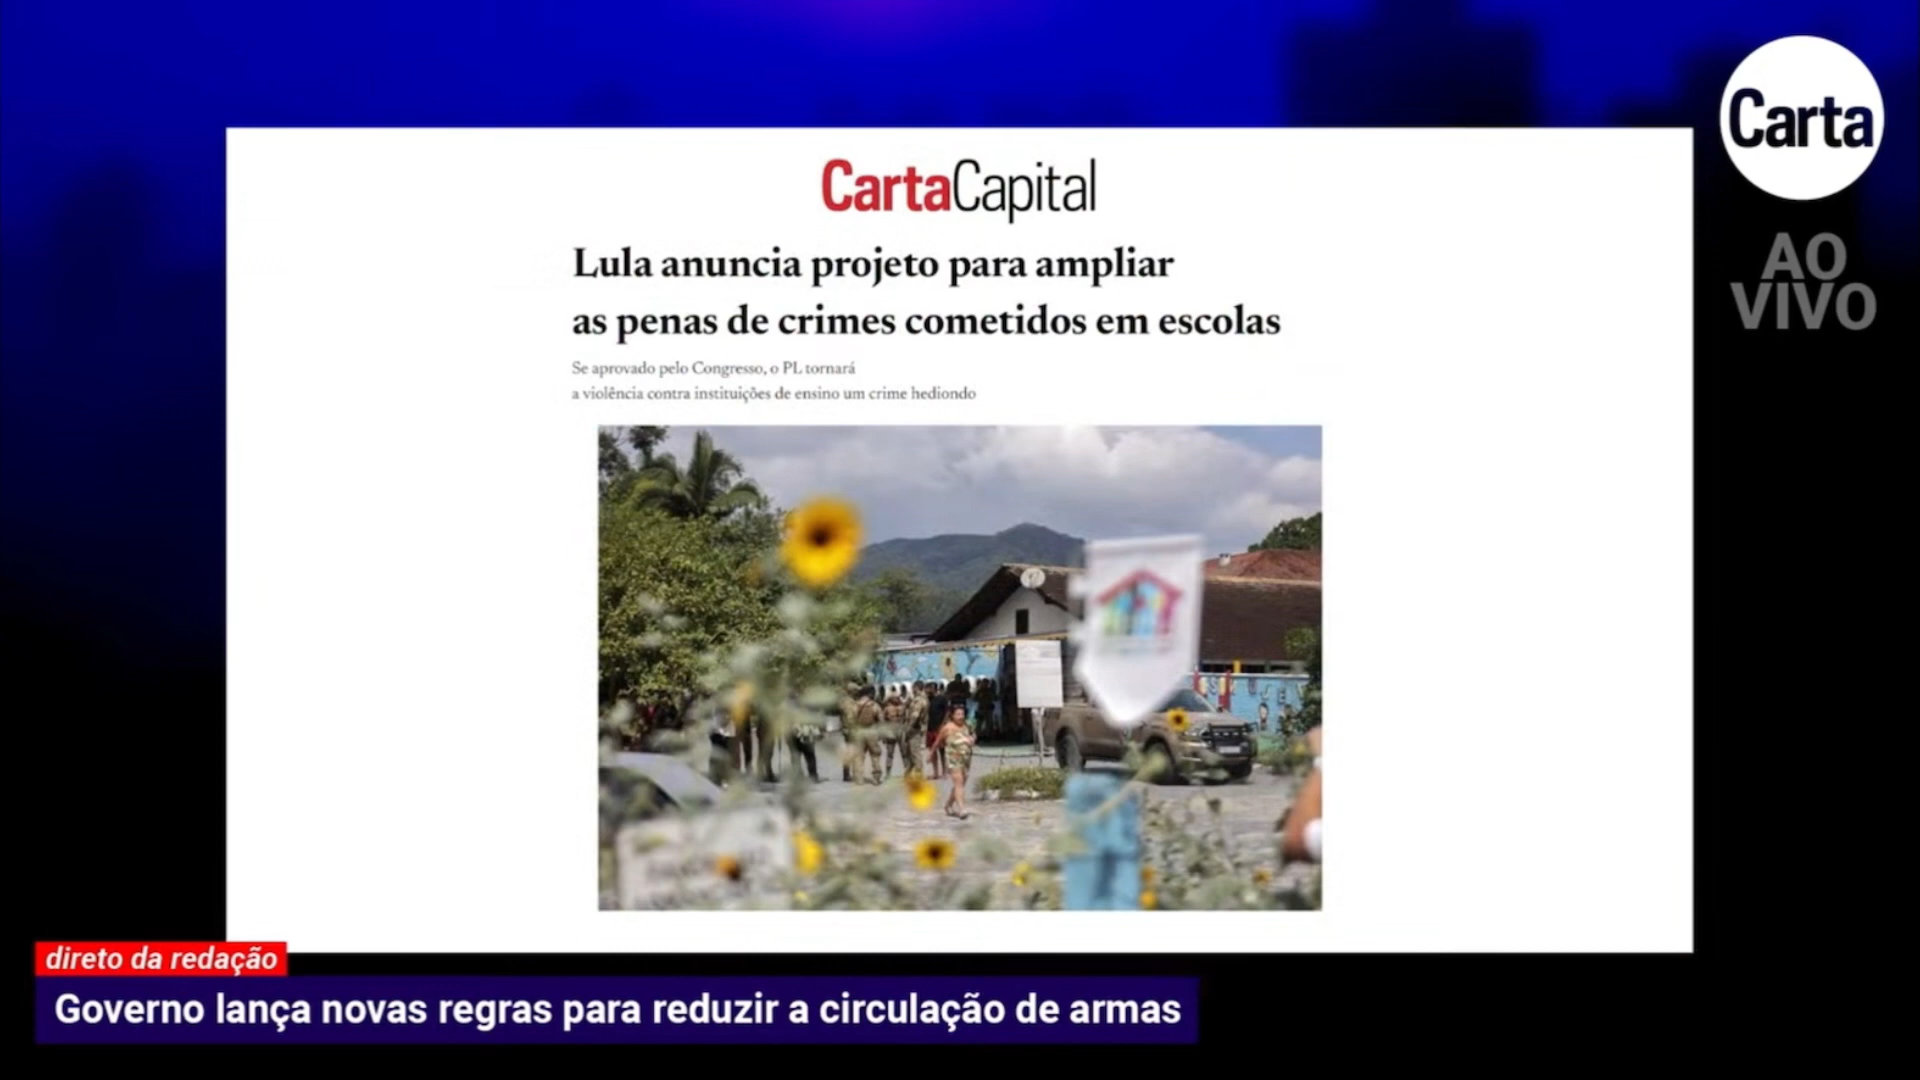 Carta
AO
VIVO
CartaCapital
Lula anuncia projeto para ampliar
as penas de crimes cometidos em escolas
Se aprovado pelo Congresso, o PL tornará
a violência contra instituições de ensino um crime hediondo
direto da redação
Governo lança novas regras para reduzir a circulação de armas